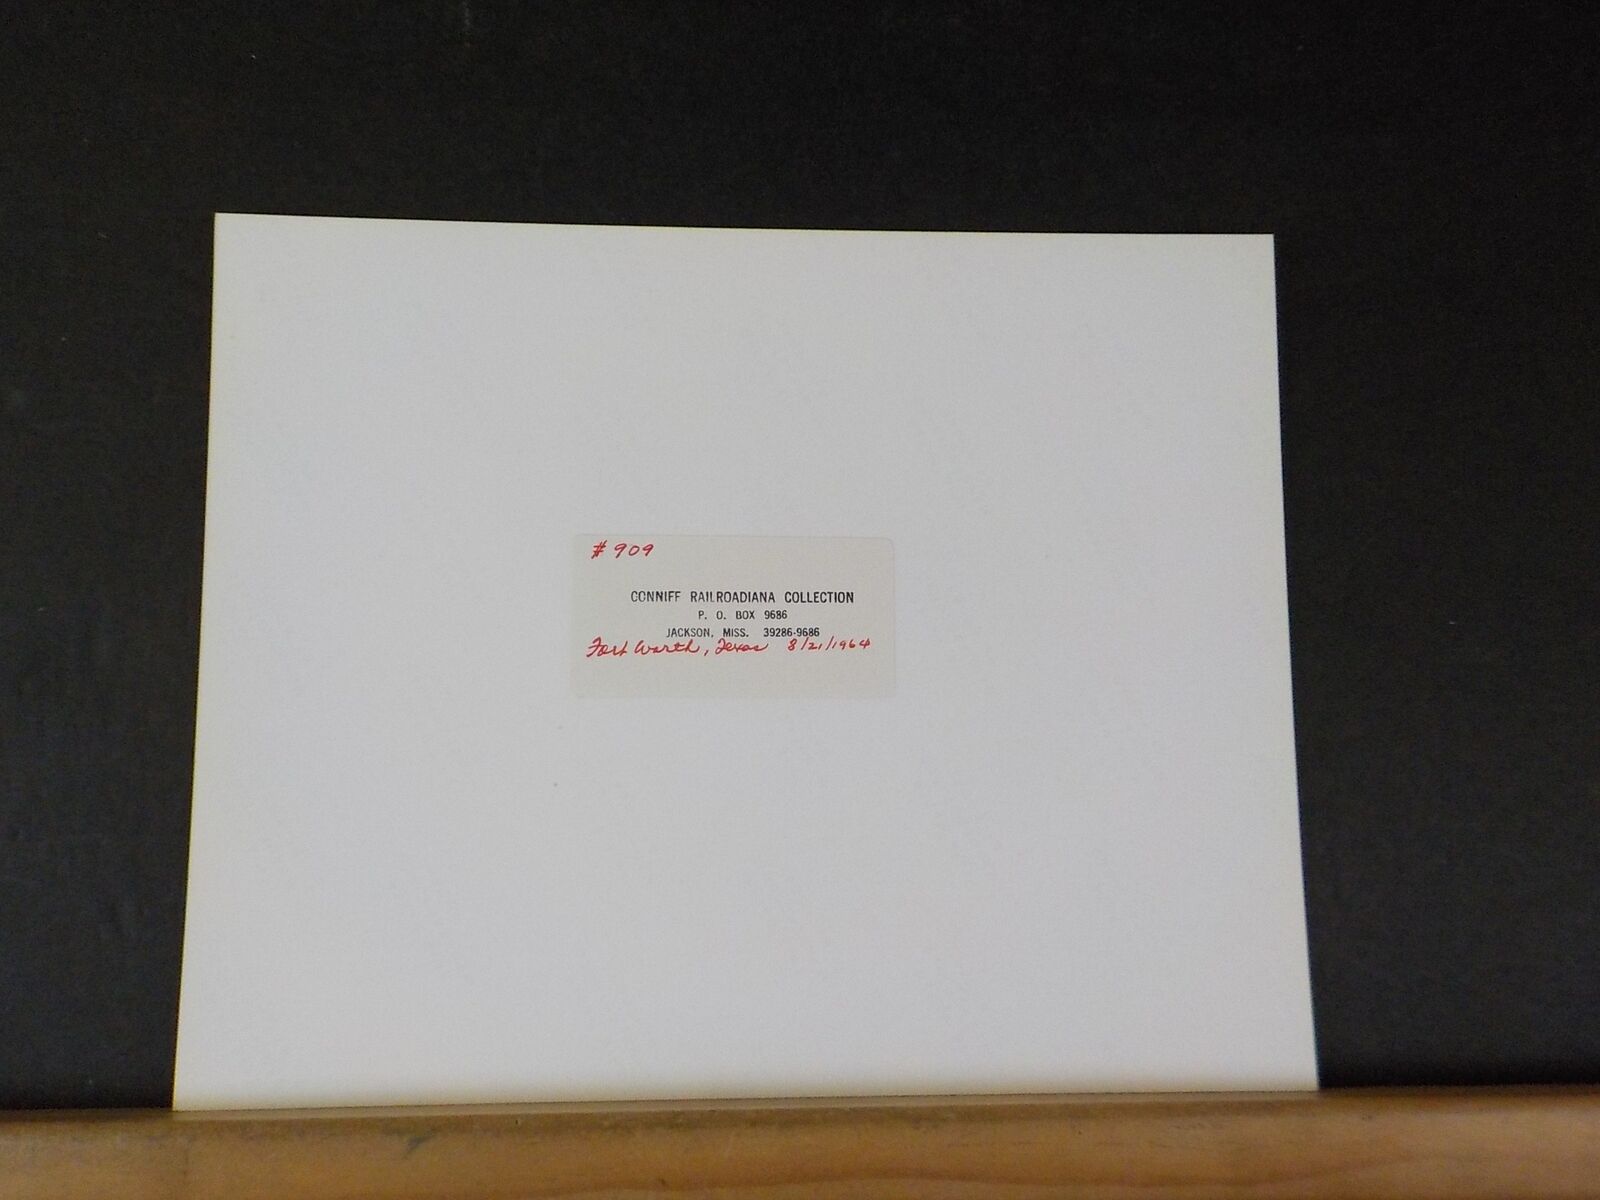 # 909
CONNIFF RAILROADIANA COLLECTION
P. O. BOX 9686
JACKSON, MISS. 39286-9686
Fort Worth, Texas 8/21/1964